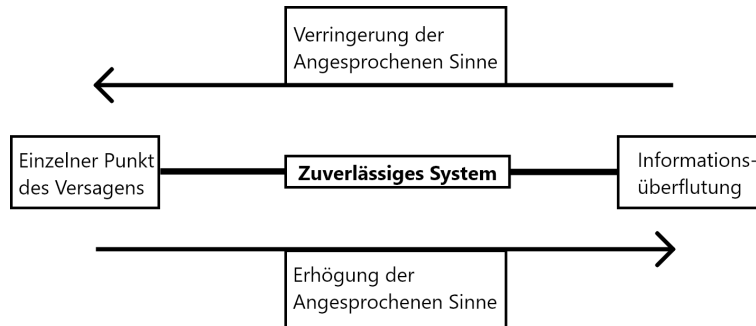 Verringerung der
Angesprochenen Sinne
Einzelner Punkt
des Versagens
Zuverlässiges System
Informations-
überflutung
Erhögung der
Angesprochenen Sinne